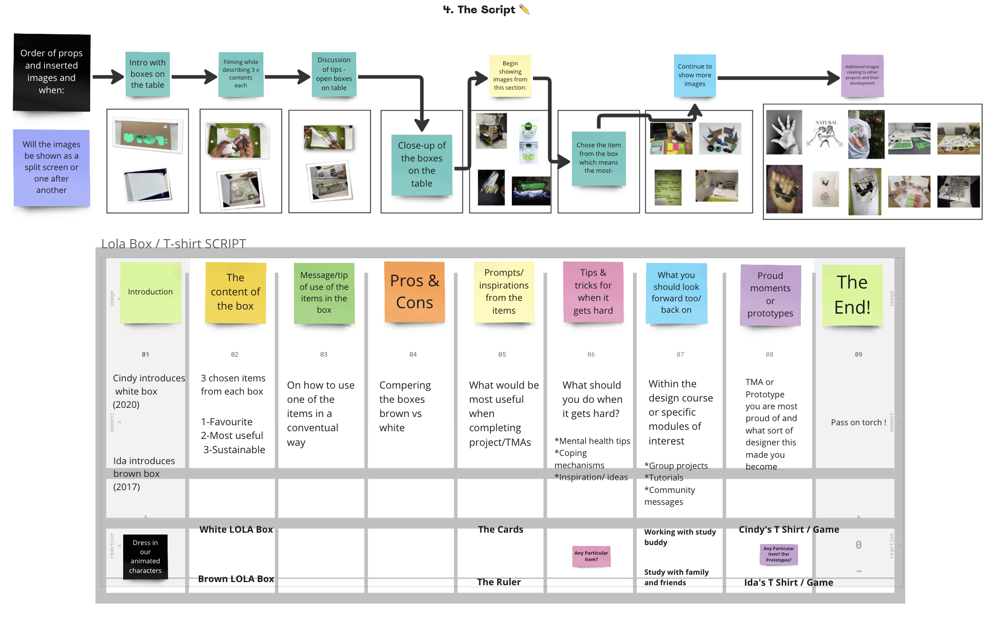 4. The Script ✏️
Order of props
and inserted
images and
when:
Intro with
boxes on
the table
Filming while
describing 3 x
contents
each
Discussion
of tips -
open boxes
on table
Close-up of
the boxes
on the
table
Begin
showing
images from
this section:
Chose the item
from the box
which means
the most-
Continue to
show more
images
Additional images
relating to other
projects and their
development
Will the images
be shown as a
split screen or
one after
another
NATURAL
Lola Box / T-shirt SCRIPT
image
s
Introduction
The
content of
the box
Message/tip
of use of the
items in the
box
Pros &
Cons
Prompts/
inspirations
from the
items
Tips &
tricks for
when it
gets hard
What you
should look
forward too/
back on
Proud
moments
or
prototypes
The
End!
image
s
01
02
03
04
05
06
07
08
09
Cindy introduces
white box
(2020)
moment
s
Ida introduces
brown box
(2017)
3 chosen items
from each box
1-Favourite
2-Most useful
3-Sustainable
On how to use
one of the
items in a
conventual
way
Compering
the boxes
brown vs
white
What would be
most useful
when
completing
project/TMAs
What should
you do when
it gets hard?
*Mental health tips
*Coping
mechanisms
*Inspiration/ ideas
Within the
design course
or specific
modules of
interest
*Group projects
*Tutorials
*Community
messages
TMA or
Prototype
you are most
proud of and
what sort of
designer this
made you
become
Pass on torch !
moment
s
reaction
s
Dress in
our
animated
characters
White LOLA Box
Brown LOLA Box
The Cards
The Ruler
Any Particular
item?
Working with study
buddy
Study with family
and friends
Cindy's T Shirt / Game
Any Particular
item? Our
Prototypes?
Ida's T Shirt / Game
+
0
–
reaction
s